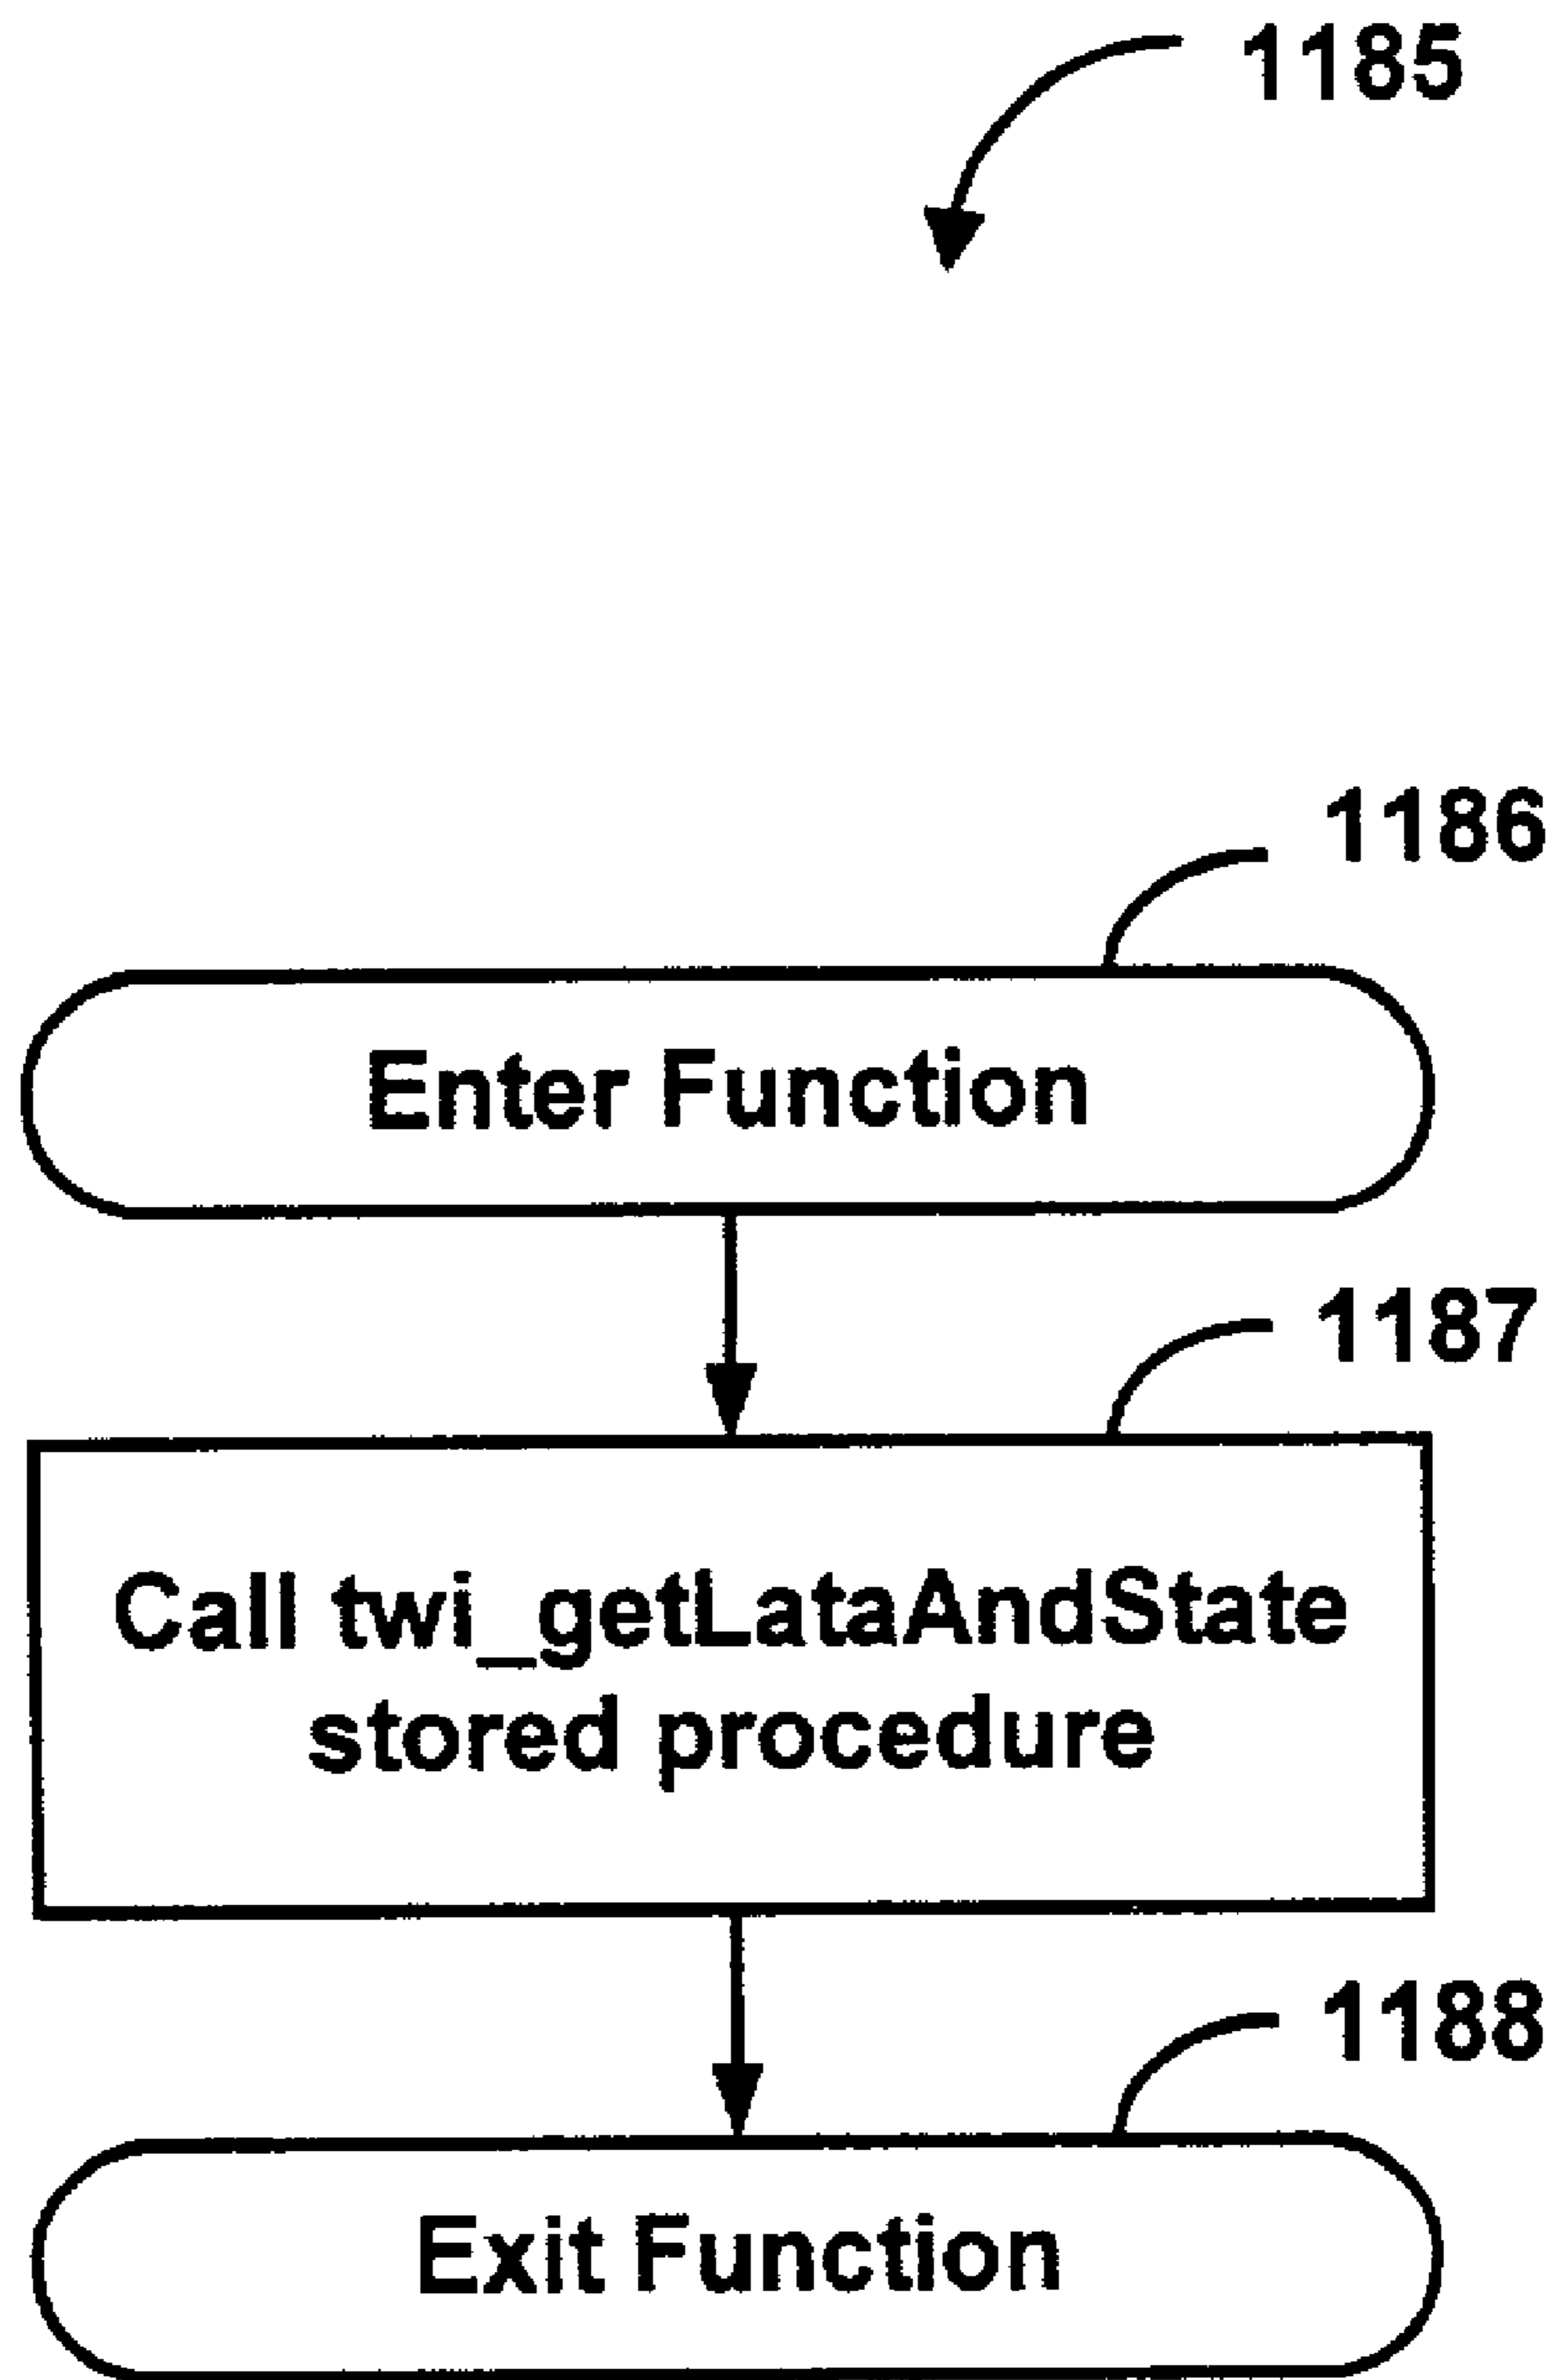 1185
1186
Enter Function
1187
Call twi_getLataAndState
stored procedure
1188
Exit Function